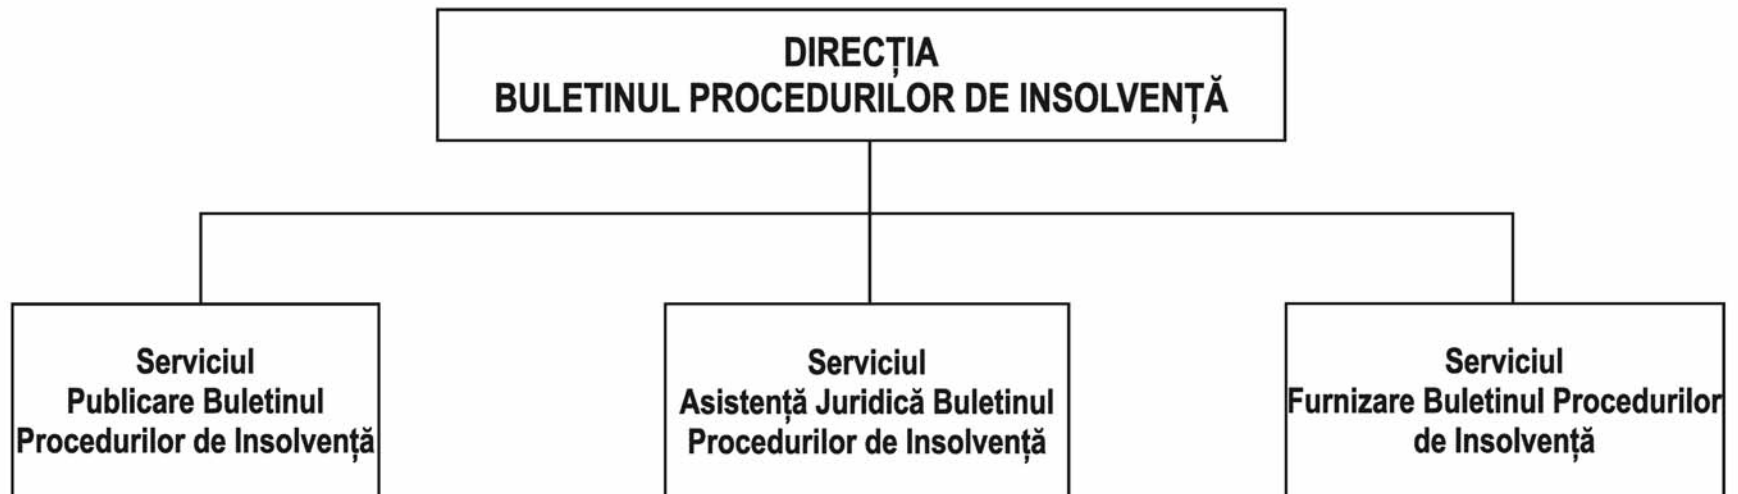 DIRECȚIA
BULETINUL PROCEDURILOR DE INSOLVENȚĂ
Serviciul
Publicare Buletinul
Procedurilor de Insolvență
Serviciul
Asistență Juridică Buletinul
Procedurilor de Insolvență
Serviciul
Furnizare Buletinul Procedurilor
de Insolvență